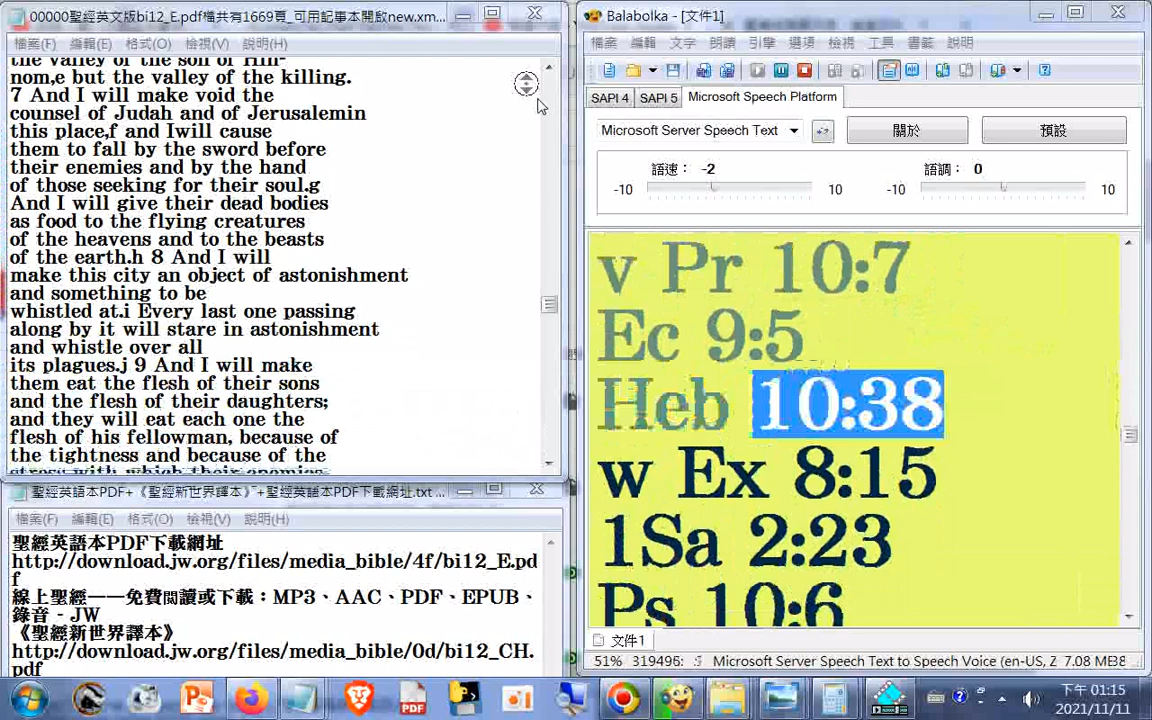 00000聖經英文版bi12_E.pdf檔共有1669頁_可用記事本開啟new.xm...
檔案(F) 編輯(E) 格式(O) 檢視(V) 說明(H)
the valley of the son of Hin-
nom,e but the valley of the killing.
7 And I will make void the
counsel of Judah and of Jerusalemin
this place,f and Iwill cause
them to fall by the sword before
their enemies and by the hand
of those seeking for their soul.g
And I will give their dead bodies
as food to the flying creatures
of the heavens and to the beasts
of the earth.h 8 And I will
make this city an object of astonishment
and something to be
whistled at.i Every last one passing
along by it will stare in astonishment
and whistle over all
its plagues.j 9 And I will make
them eat the flesh of their sons
and the flesh of their daughters;
and they will eat each one the
flesh of his fellowman, because of
the tightness and because of the
stress with which their enemies
聖經英語本PDF+《聖經新世界譯本》"+聖經英語本PDF下載網址.txt ...
檔案(F) 編輯(E) 格式(O) 檢視(V) 說明(H)
聖經英語本PDF下載網址
http://download.jw.org/files/media_bible/4f/bi12_E.pd
f
線上聖經——免費閱讀或下載：MP3、AAC、PDF、EPUB、
錄音 - JW
《聖經新世界譯本》
http://download.jw.org/files/media_bible/0d/bi12_CH.
pdf
Balabolka - [文件1]
檔案 編輯 文字 朗讀 引擎 選項 檢視 工具 書籤 說明
SAPI 4 SAPI 5 Microsoft Speech Platform
Microsoft Server Speech Text 關於 預設
語速： -2 語調： 0
-10 10 -10 10
v Pr 10:7
Ec 9:5
Heb 10:38
w Ex 8:15
1Sa 2:23
Ps 10:6
文件1
51% 319496: Microsoft Server Speech Text to Speech Voice (en-US, Z 7.08 MB
下午 01:15
2021/11/11